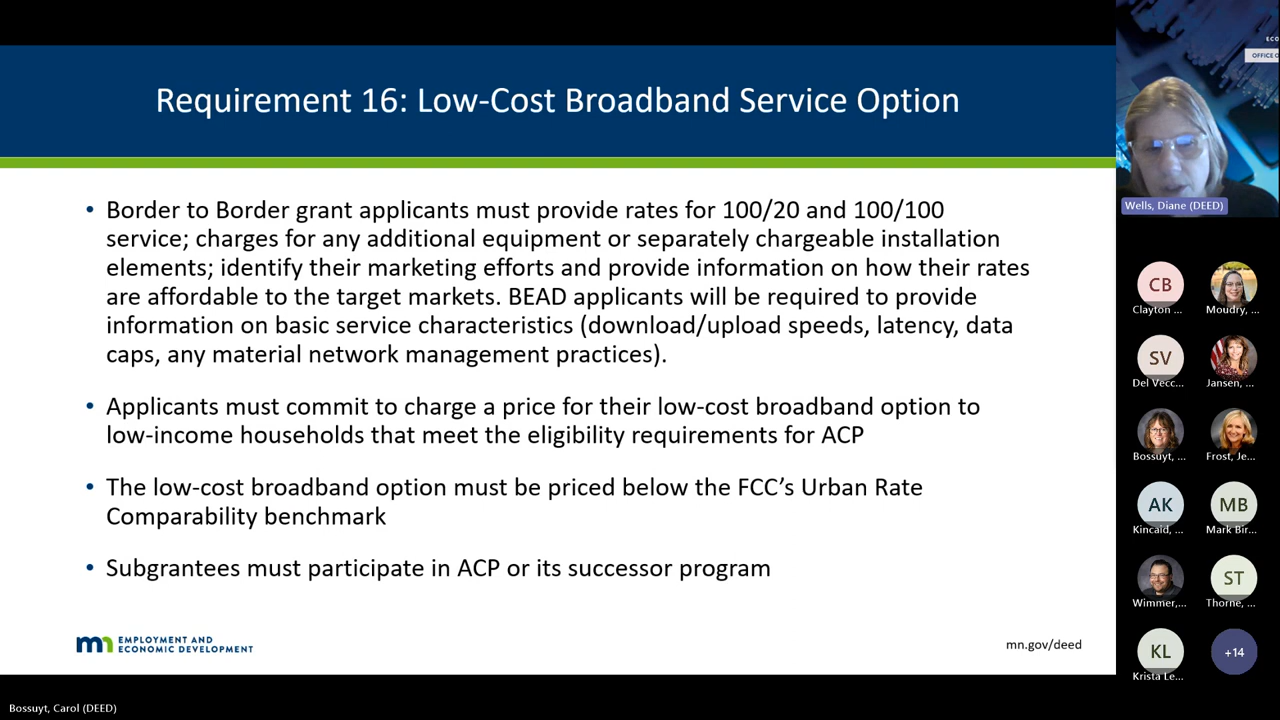 Requirement 16: Low-Cost Broadband Service Option
• Border to Border grant applicants must provide rates for 100/20 and 100/100
service; charges for any additional equipment or separately chargeable installation
elements; identify their marketing efforts and provide information on how their rates
are affordable to the target markets. BEAD applicants will be required to provide
information on basic service characteristics (download/upload speeds, latency, data
caps, any material network management practices).
• Applicants must commit to charge a price for their low-cost broadband option to
low-income households that meet the eligibility requirements for ACP
• The low-cost broadband option must be priced below the FCC's Urban Rate
Comparability benchmark
• Subgrantees must participate in ACP or its successor program
mn EMPLOYMENT AND
ECONOMIC DEVELOPMENT
mn.gov/deed
Bossuyt, Carol (DEED)
ECO
OFFICE O
Wells, Diane (DEED)
CB
Clayton ...
Moudry, ...
SV
Del Vecc...
Jansen, ...
Bossuyt, ...
Frost, Je...
AK
Kincaid, ...
MB
Mark Bir...
Wimmer,...
ST
Thorne, ...
KL
Krista Le...
+14